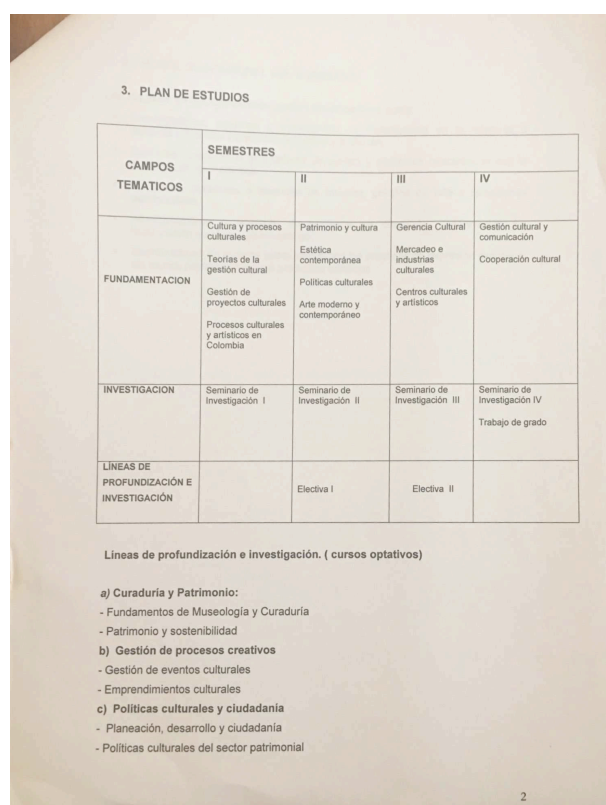 3. PLAN DE ESTUDIOS
CAMPOS
TEMATICOS
SEMESTRES
I
II
III
IV
FUNDAMENTACION
Cultura y procesos
culturales
Teorías de la
gestión cultural
Gestión de
proyectos culturales
Procesos culturales
y artísticos en
Colombia
Patrimonio y cultura
Estética
contemporánea
Políticas culturales
Arte moderno y
contemporáneo
Gerencia Cultural
Mercadeo e
industrias
culturales
Centros culturales
y artísticos
Gestión cultural y
comunicación
Cooperación cultural
INVESTIGACION
Seminario de
Investigación I
Seminario de
Investigación II
Seminario de
Investigación III
Seminario de
Investigación IV
Trabajo de grado
LÍNEAS DE
PROFUNDIZACIÓN E
INVESTIGACIÓN
Electiva I
Electiva II
Líneas de profundización e investigación. ( cursos optativos)
a) Curaduría y Patrimonio:
- Fundamentos de Museología y Curaduría
- Patrimonio y sostenibilidad
b) Gestión de procesos creativos
- Gestión de eventos culturales
- Emprendimientos culturales
c) Políticas culturales y ciudadanía
- Planeación, desarrollo y ciudadanía
- Políticas culturales del sector patrimonial
2